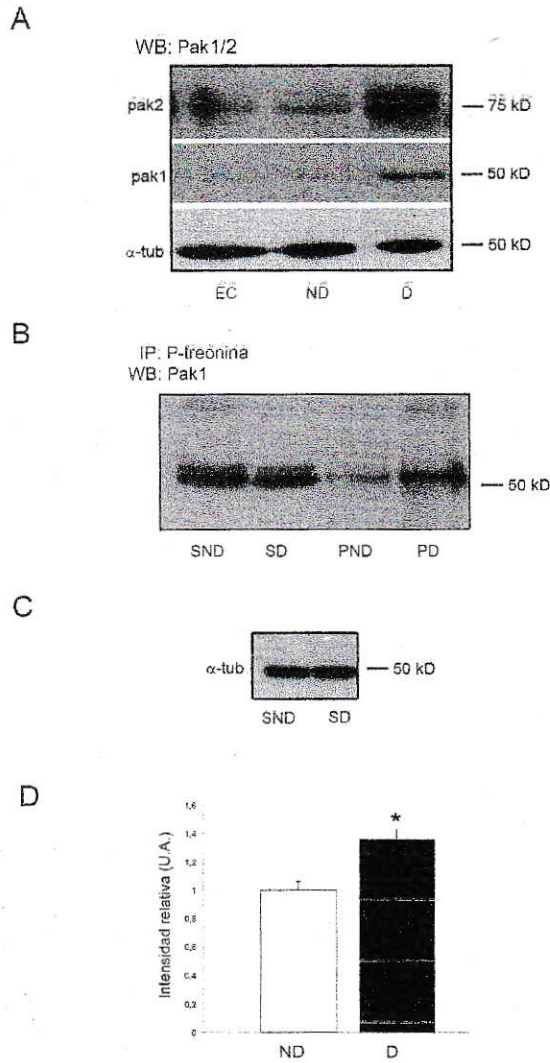 A
WB: Pak1/2
pak2
75 kD
pak1
50 kD
α-tub
50 kD
EC ND D
B
IP: P-treonina
WB: Pak1
50 kD
SND SD PND PD
C
α-tub
50 kD
SND SD
D
Intensidad relativa (U.A.)
1,6
1,4
1,2
1
0,8
0,6
0,4
0,2
0
*
ND D